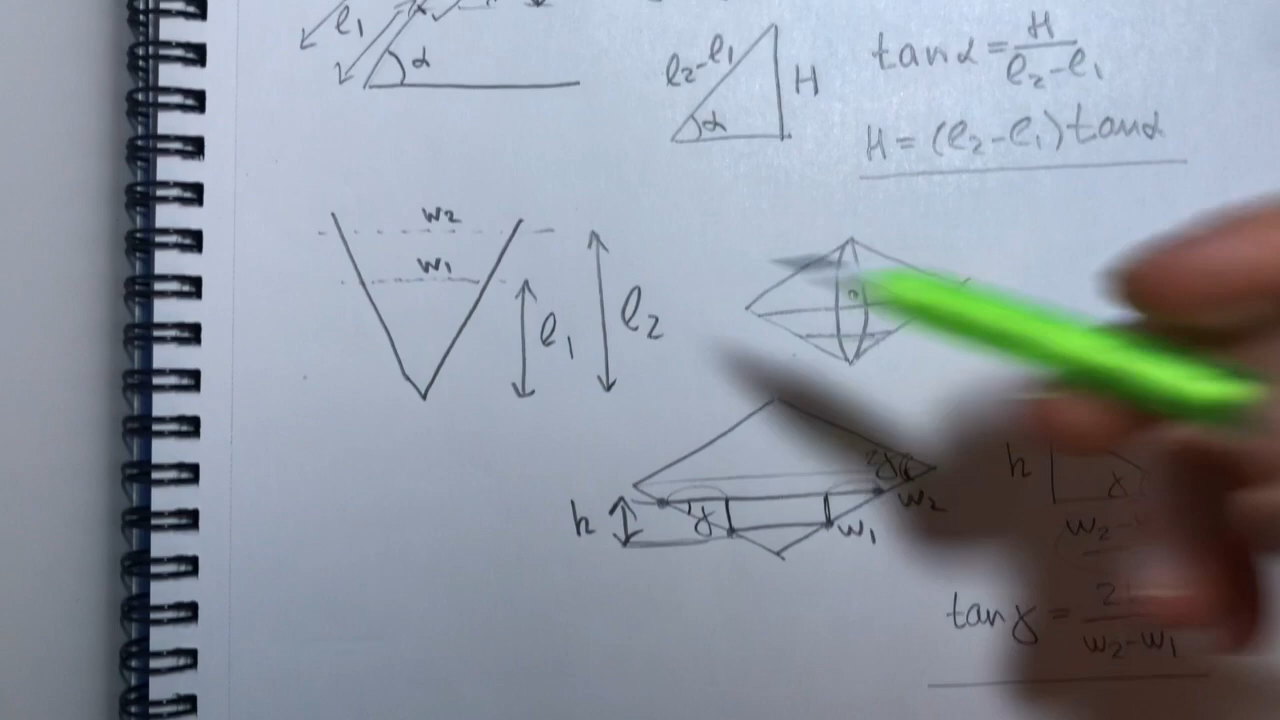 ℓ₁
α
ℓ₂-ℓ₁
H
α
tanα = H/(ℓ₂-ℓ₁)
H = (ℓ₂-ℓ₁)tanα
w₂
w₁
ℓ₁
ℓ₂
h
γ
w₂
w₁
h
γ
w₂-
tanγ = 2 /(w₂-w₁)